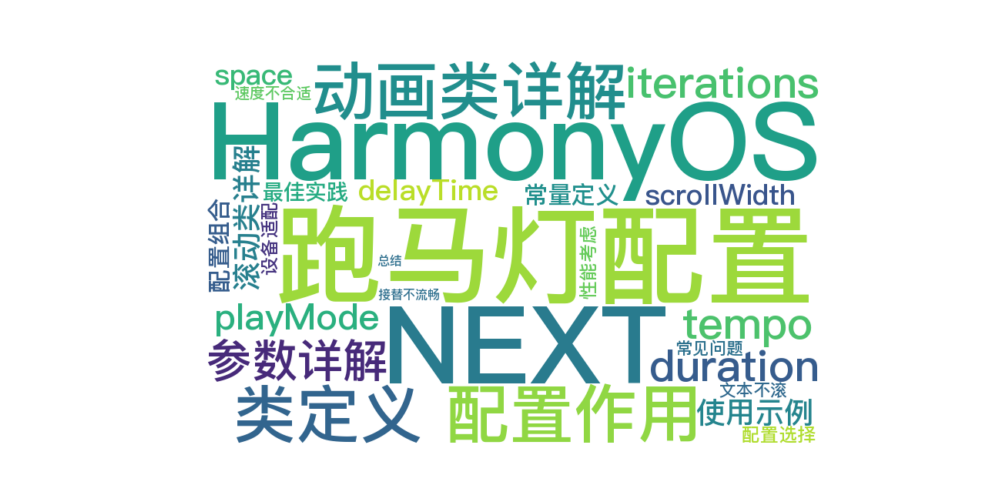 space
速度不合适
动画类详解
iterations
HarmonyOS
滚动类详解
最佳实践
delayTime
常量定义
scrollWidth
配置组合
设备适配
跑马灯配置
性能考虑
总结
接替不流畅
playMode
NEXT
tempo
参数详解
常见问题
duration
类定义
配置作用
文本不滚
使用示例
配置选择